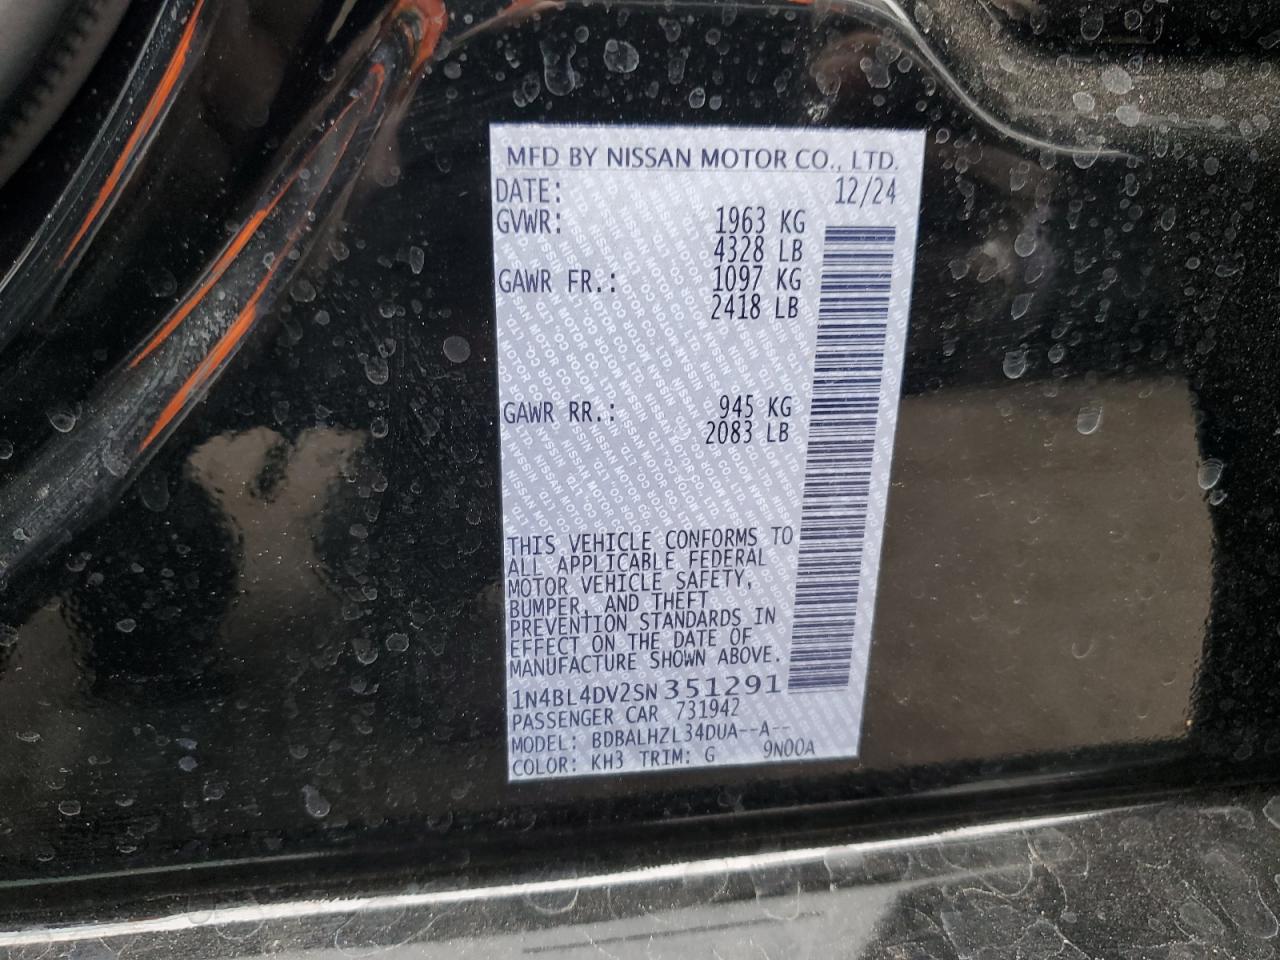 MFD BY NISSAN MOTOR CO., LTD.
DATE: 12/24
GVWR: 1963 KG
4328 LB
GAWR FR.: 1097 KG
2418 LB
GAWR RR.: 945 KG
2083 LB
THIS VEHICLE CONFORMS TO
ALL APPLICABLE FEDERAL
MOTOR VEHICLE SAFETY,
BUMPER, AND THEFT
PREVENTION STANDARDS IN
EFFECT ON THE DATE OF
MANUFACTURE SHOWN ABOVE.
1N4BL4DV2SN351291
PASSENGER CAR 731942
MODEL: BDBALHZL34DUA--A--
COLOR: KH3 TRIM: G 9N00A